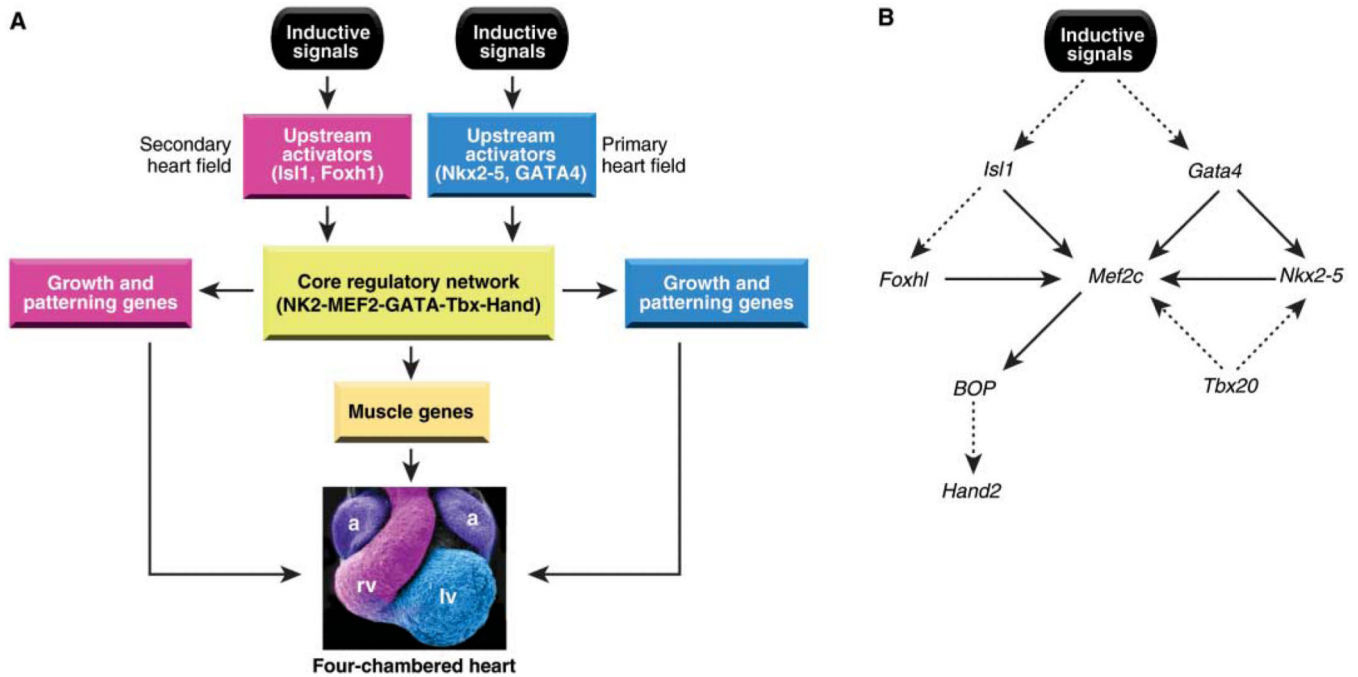 A
Inductive
signals
Inductive
signals
Secondary
heart field
Upstream
activators
(Isl1, Foxh1)
Upstream
activators
(Nkx2-5, GATA4)
Primary
heart field
Growth and
patterning genes
Core regulatory network
(NK2-MEF2-GATA-Tbx-Hand)
Growth and
patterning genes
Muscle genes
a
a
rv
lv
Four-chambered heart
B
Inductive
signals
Isl1
Gata4
Foxhl
Mef2c
Nkx2-5
BOP
Tbx20
Hand2